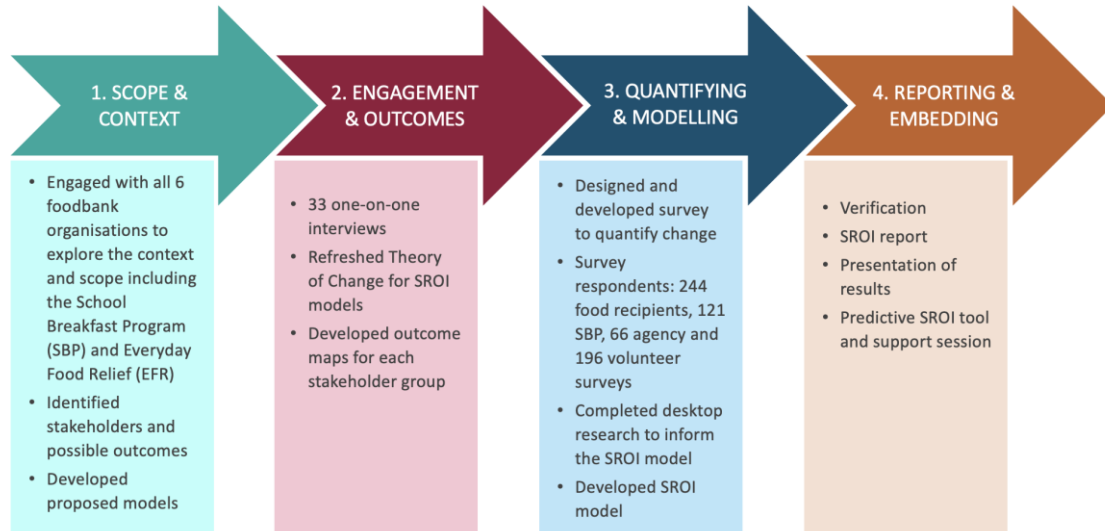 1. SCOPE &
CONTEXT
• Engaged with all 6
foodbank
organisations to
explore the context
and scope including
the School
Breakfast Program
(SBP) and Everyday
Food Relief (EFR)
• Identified
stakeholders and
possible outcomes
• Developed
proposed models
2. ENGAGEMENT
& OUTCOMES
• 33 one-on-one
interviews
• Refreshed Theory
of Change for SROI
models
• Developed outcome
maps for each
stakeholder group
3. QUANTIFYING
& MODELLING
• Designed and
developed survey
to quantify change
• Survey
respondents: 244
food recipients, 121
SBP, 66 agency and
196 volunteer
surveys
• Completed desktop
research to inform
the SROI model
• Developed SROI
model
4. REPORTING &
EMBEDDING
• Verification
• SROI report
• Presentation of
results
• Predictive SROI tool
and support session